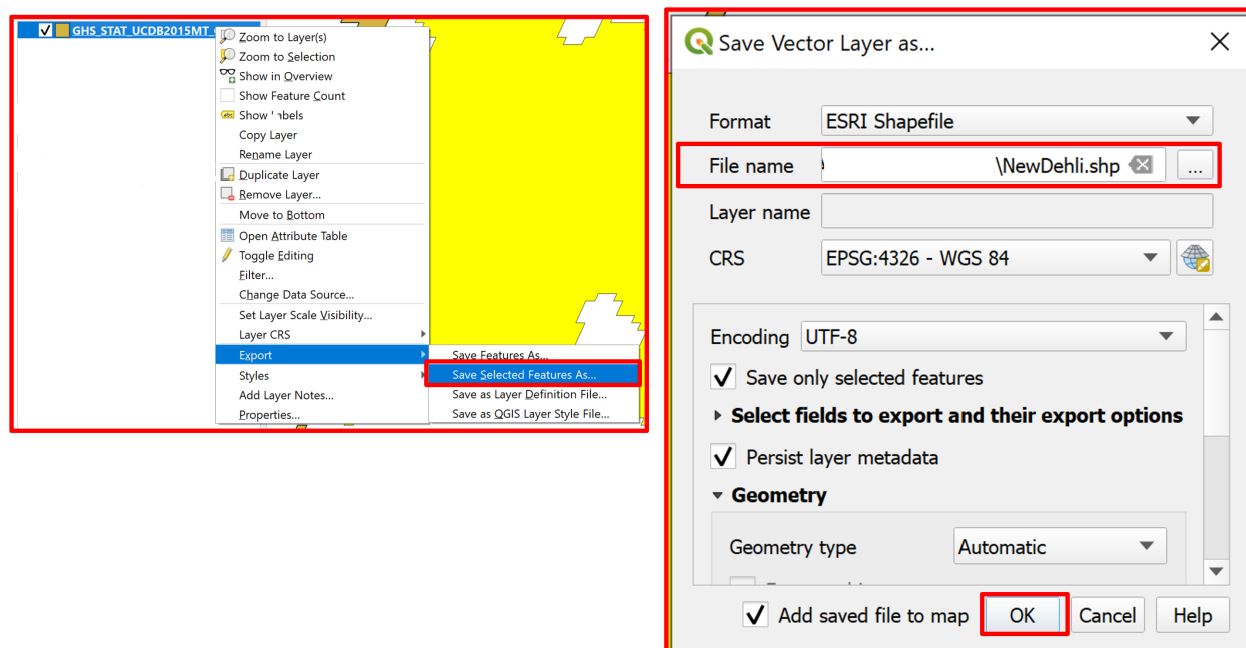 GHS_STAT_UCDB2015MT_
Zoom to Layer(s)
Zoom to Selection
Show in Overview
Show Feature Count
abc Show Labels
Copy Layer
Rename Layer
Duplicate Layer
Remove Layer...
Move to Bottom
Open Attribute Table
Toggle Editing
Filter...
Change Data Source...
Set Layer Scale Visibility...
Layer CRS
Export
Styles
Add Layer Notes...
Properties...
Save Features As...
Save Selected Features As...
Save as Layer Definition File...
Save as QGIS Layer Style File...
Save Vector Layer as...
Format ESRI Shapefile
File name \NewDehli.shp ...
Layer name
CRS EPSG:4326 - WGS 84
Encoding UTF-8
Save only selected features
Select fields to export and their export options
Persist layer metadata
Geometry
Geometry type Automatic
Add saved file to map OK Cancel Help